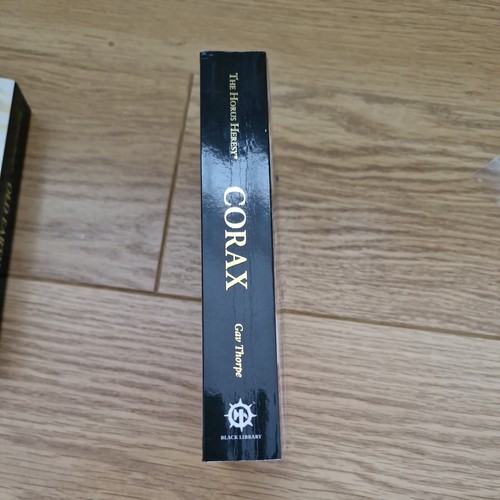 THE HORUS HERESY®
CORAX
Gav Thorpe
BLACK LIBRARY